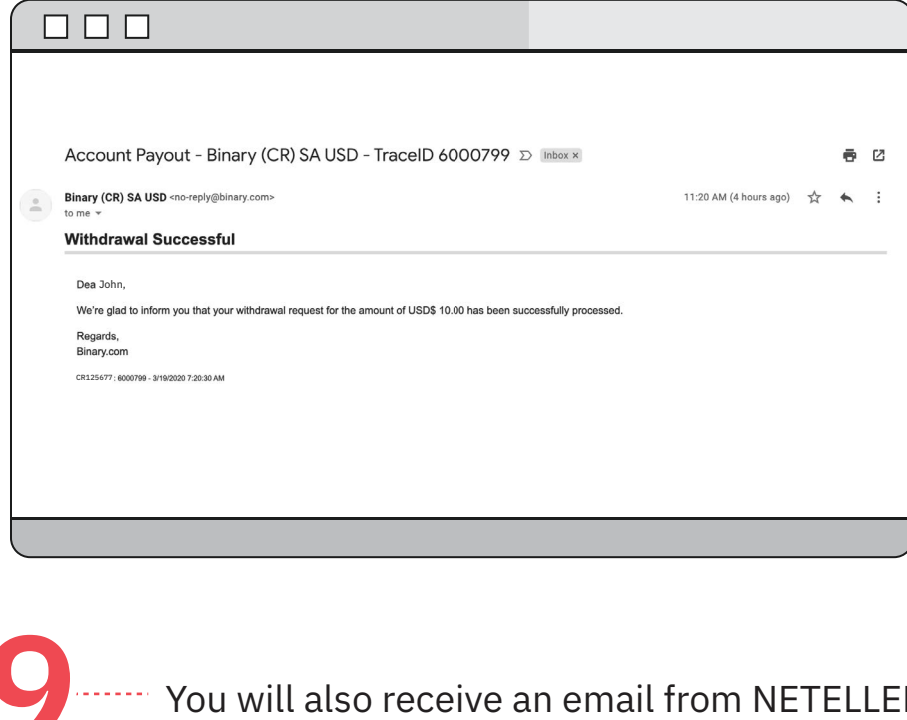 Account Payout - Binary (CR) SA USD - TraceID 6000799 Inbox ×
Binary (CR) SA USD <no-reply@binary.com> 11:20 AM (4 hours ago)
to me
Withdrawal Successful
Dea John,
We're glad to inform you that your withdrawal request for the amount of USD$ 10.00 has been successfully processed.
Regards,
Binary.com
CR125677: 6000799 - 3/19/2020 7:20:30 AM
9 You will also receive an email from NETELLER